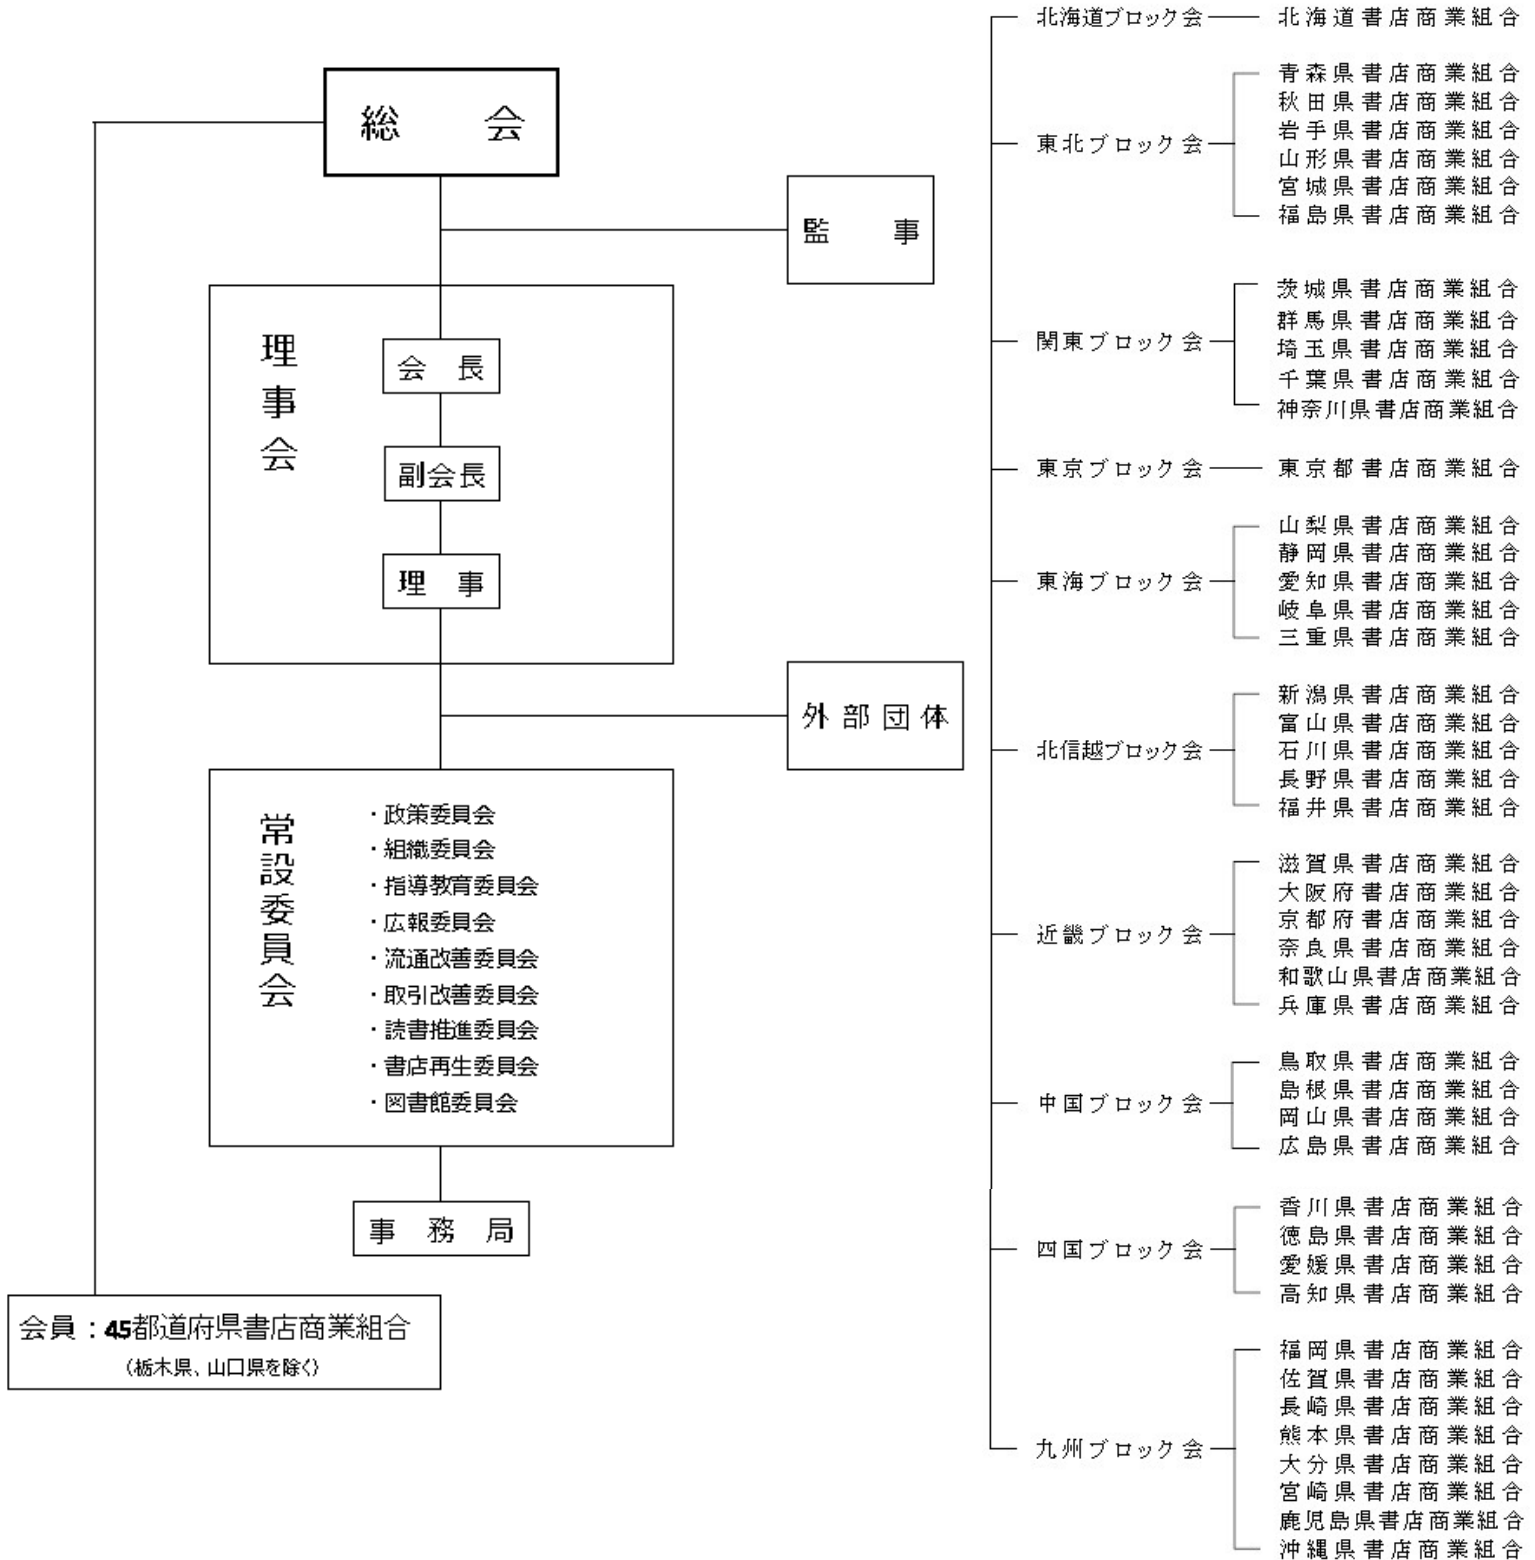 総会
監事
理事会
会長
副会長
理事
外部団体
常設委員会
・政策委員会
・組織委員会
・指導教育委員会
・広報委員会
・流通改善委員会
・取引改善委員会
・読書推進委員会
・書店再生委員会
・図書館委員会
事務局
会員：45都道府県書店商業組合
（栃木県、山口県を除く）
北海道ブロック会
北海道書店商業組合
東北ブロック会
青森県書店商業組合
秋田県書店商業組合
岩手県書店商業組合
山形県書店商業組合
宮城県書店商業組合
福島県書店商業組合
関東ブロック会
茨城県書店商業組合
群馬県書店商業組合
埼玉県書店商業組合
千葉県書店商業組合
神奈川県書店商業組合
東京ブロック会
東京都書店商業組合
東海ブロック会
山梨県書店商業組合
静岡県書店商業組合
愛知県書店商業組合
岐阜県書店商業組合
三重県書店商業組合
北信越ブロック会
新潟県書店商業組合
富山県書店商業組合
石川県書店商業組合
長野県書店商業組合
福井県書店商業組合
近畿ブロック会
滋賀県書店商業組合
大阪府書店商業組合
京都府書店商業組合
奈良県書店商業組合
和歌山県書店商業組合
兵庫県書店商業組合
中国ブロック会
鳥取県書店商業組合
島根県書店商業組合
岡山県書店商業組合
広島県書店商業組合
四国ブロック会
香川県書店商業組合
徳島県書店商業組合
愛媛県書店商業組合
高知県書店商業組合
九州ブロック会
福岡県書店商業組合
佐賀県書店商業組合
長崎県書店商業組合
熊本県書店商業組合
大分県書店商業組合
宮崎県書店商業組合
鹿児島県書店商業組合
沖縄県書店商業組合